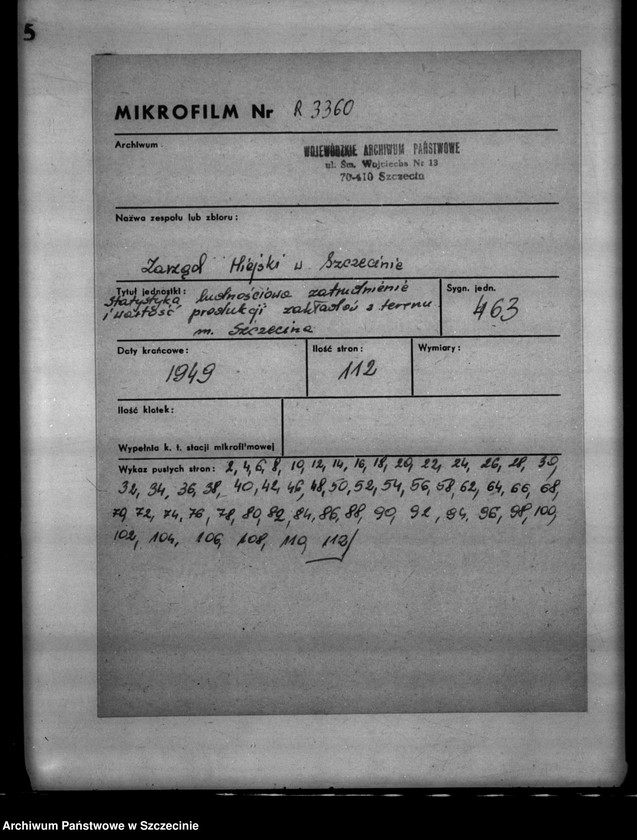 5
MIKROFILM Nr R 3360
Archiwum
WOJEWÓDZKIE ARCHIWUM PAŃSTWOWE
ul. Św. Wojciecha Nr 13
70-410 Szczecin
Nazwa zespołu lub zbioru:
Zarząd Miejski w Szczecinie
Tytuł jednostki:
Statystyka ludnościowa zatrudnienie
i wartość produkcji zakładów z terenu
m. Szczecina
Sygn. jedn.
463
Daty krańcowe:
1949
Ilość stron:
112
Wymiary:
Ilość klatek:
Wypełnia k. t. stacji mikrofilmowej
Wykaz pustych stron: 2, 4, 6, 8, 10, 12, 14, 16, 18, 20, 22, 24, 26, 28, 30,
32, 34, 36, 38, 40, 42, 46, 48, 50, 52, 54, 56, 58, 62, 64, 66, 68,
70, 72, 74, 76, 78, 80, 82, 84, 86, 88, 90, 92, 94, 96, 98, 100,
102, 104, 106, 108, 110, 112/
Archiwum Państwowe w Szczecinie